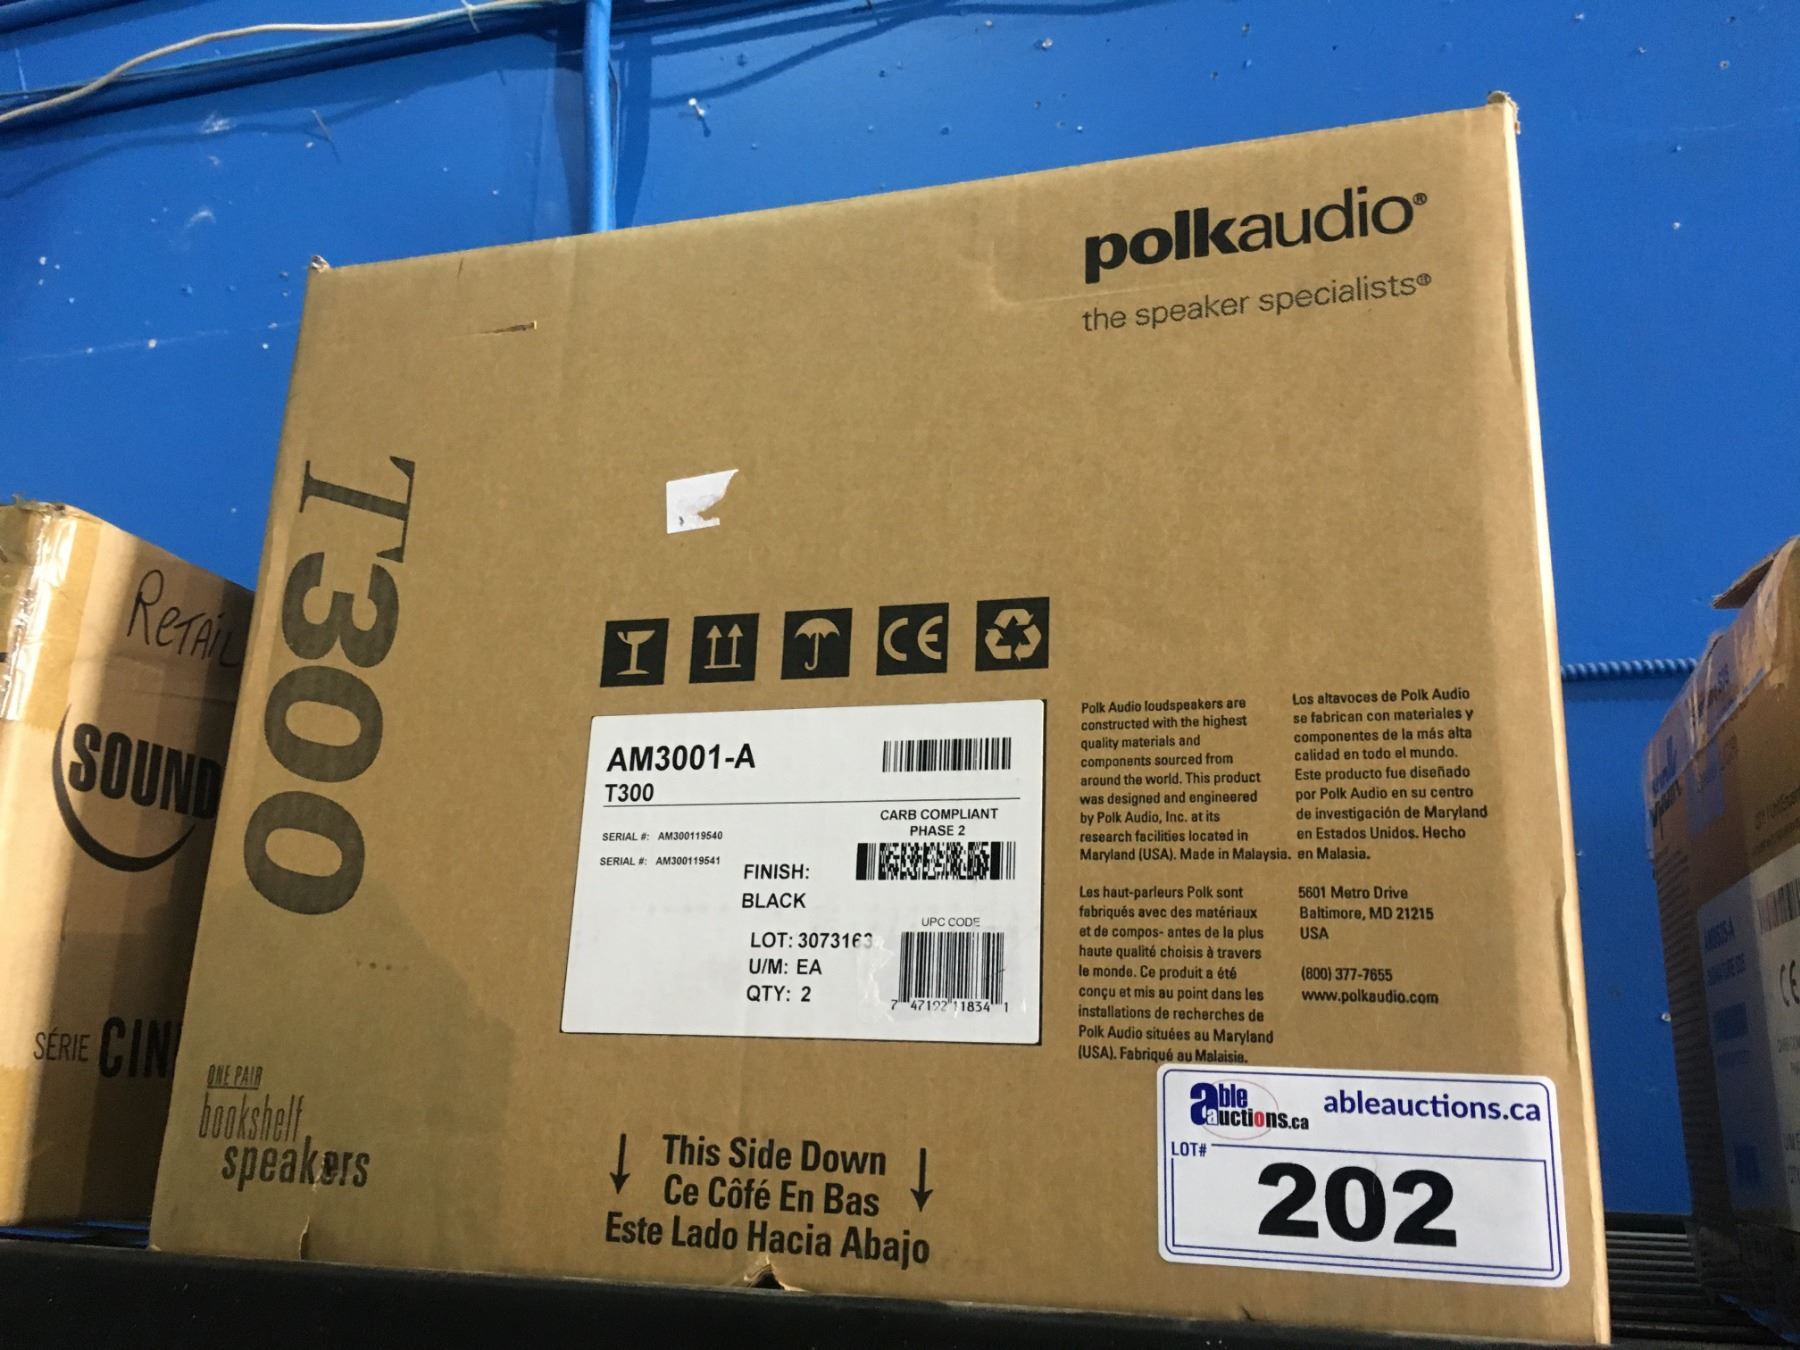 polkaudio®
the speaker specialists®
T300
AM3001-A
T300
SERIAL #: AM300119540
SERIAL #: AM300119541
CARB COMPLIANT
PHASE 2
FINISH:
BLACK
LOT: 3073163
U/M: EA
QTY: 2
UPC CODE
7 47192 11834 1
Polk Audio loudspeakers are
constructed with the highest
quality materials and
components sourced from
around the world. This product
was designed and engineered
by Polk Audio, Inc. at its
research facilities located in
Maryland (USA). Made in Malaysia.
Los altavoces de Polk Audio
se fabrican con materiales y
componentes de la más alta
calidad en todo el mundo.
Este producto fue diseñado
por Polk Audio en su centro
de investigación de Maryland
en Estados Unidos. Hecho
en Malasia.
Les haut-parleurs Polk sont
fabriqués avec des matériaux
et de compos- antes de la plus
haute qualité choisis à travers
le monde. Ce produit a été
conçu et mis au point dans les
installations de recherches de
Polk Audio situées au Maryland
(USA). Fabriqué au Malaisie.
5601 Metro Drive
Baltimore, MD 21215
USA
(800) 377-7655
www.polkaudio.com
ONE PAIR
bookshelf
speakers
This Side Down
Ce Côfé En Bas
Este Lado Hacia Abajo
able auctions.ca
ableauctions.ca
LOT#
202
RETAIL
SOUND
SÉRIE CIN
CE